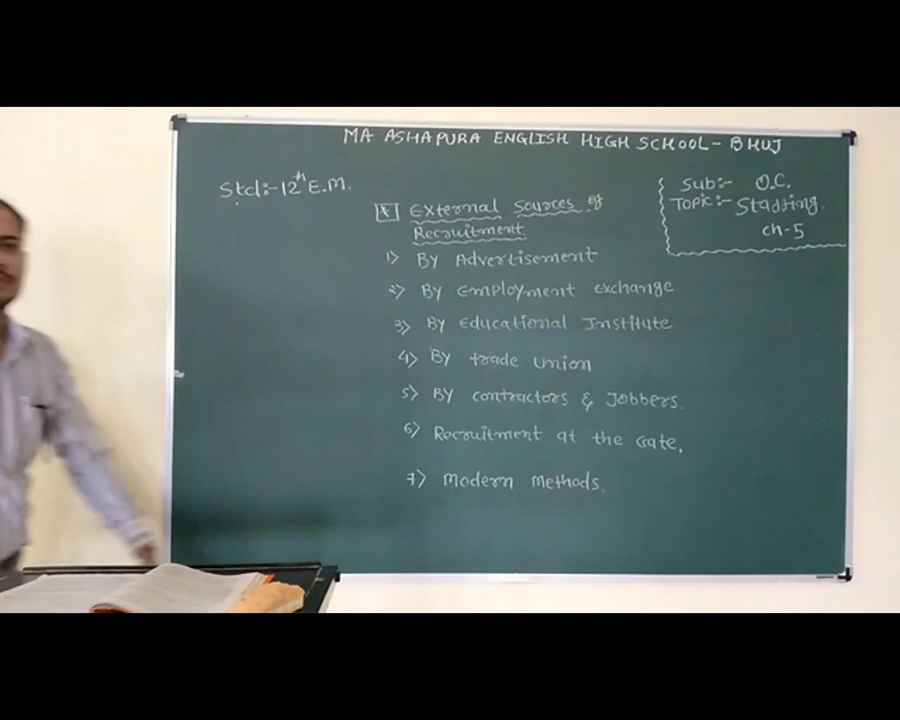 MA ASHAPURA ENGLISH HIGH SCHOOL - BHUJ
Std:- 12th E.M.
Sub:- O.C.
Topic:- Staffing.
ch-5
* External Sources of
Recruitment
1> By Advertisement
2> By Employment exchange
3> By Educational Institute
4> By trade union
5> By contractors & Jobbers.
6> Recruitment at the Gate.
7> Modern Methods.